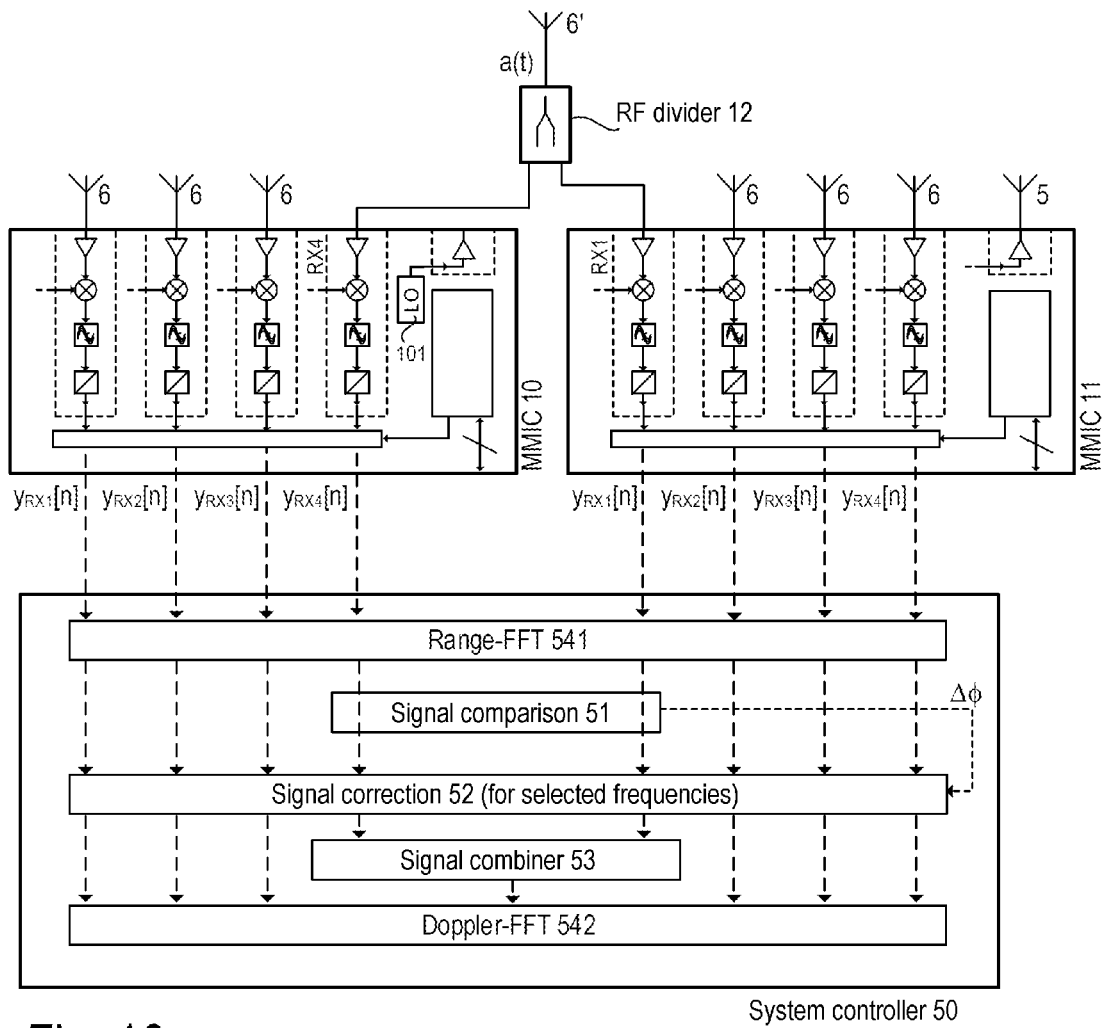 6'
a(t)
RF divider 12
6 6 6 6 6 6 5
RX4 RX1
LO
101
MMIC 10
MMIC 11
yRX1[n] yRX2[n] yRX3[n] yRX4[n] yRX1[n] yRX2[n] yRX3[n] yRX4[n]
Range-FFT 541
Signal comparison 51
Δϕ
Signal correction 52 (for selected frequencies)
Signal combiner 53
Doppler-FFT 542
System controller 50